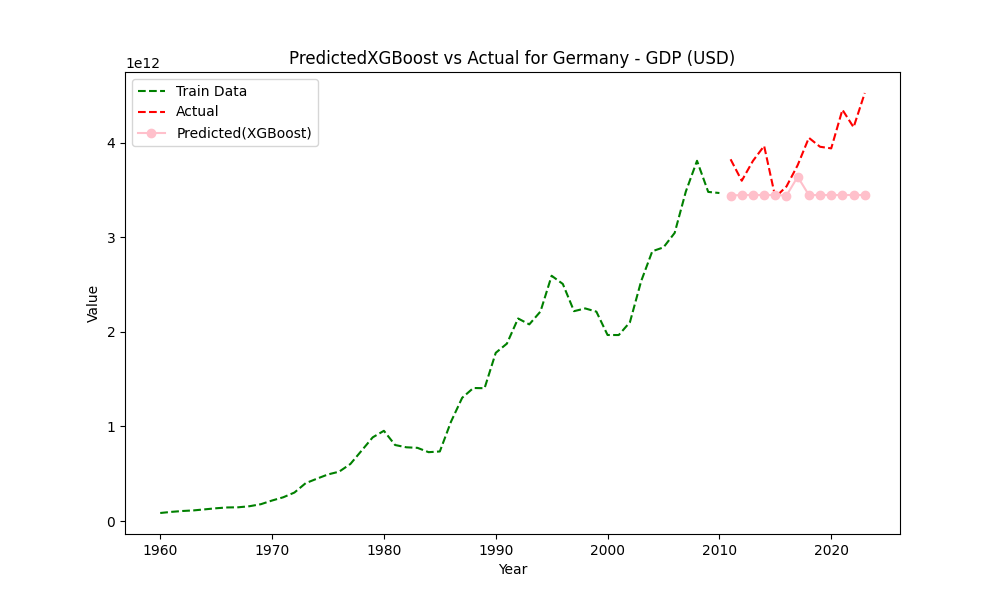 PredictedXGBoost vs Actual for Germany - GDP (USD)
1e12
Train Data
Actual
Predicted(XGBoost)
4
3
2
1
0
Value
1960 1970 1980 1990 2000 2010 2020
Year